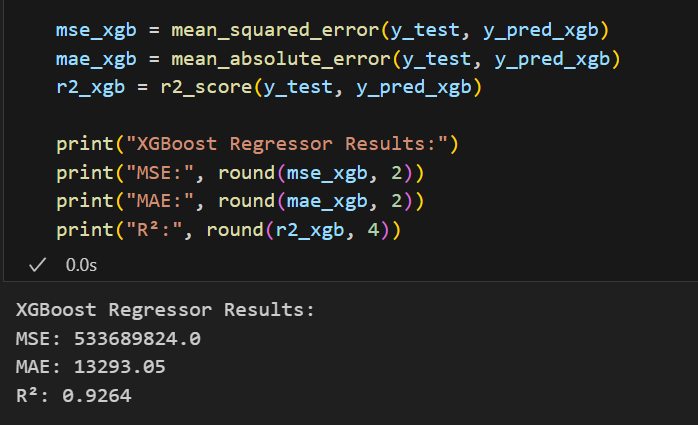 mse_xgb = mean_squared_error(y_test, y_pred_xgb)
mae_xgb = mean_absolute_error(y_test, y_pred_xgb)
r2_xgb = r2_score(y_test, y_pred_xgb)
print("XGBoost Regressor Results:")
print("MSE:", round(mse_xgb, 2))
print("MAE:", round(mae_xgb, 2))
print("R²:", round(r2_xgb, 4))
0.0s
XGBoost Regressor Results:
MSE: 533689824.0
MAE: 13293.05
R²: 0.9264